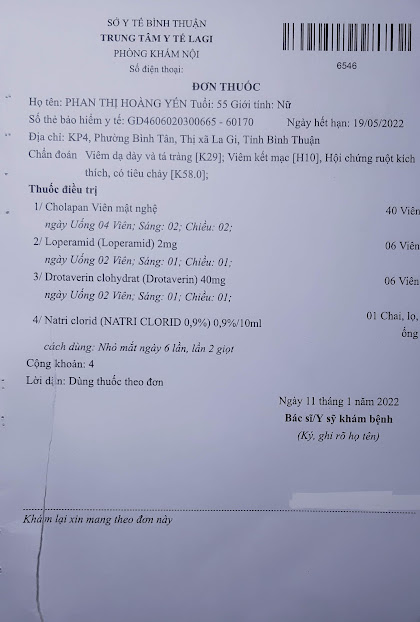 SỞ Y TẾ BÌNH THUẬN
TRUNG TÂM Y TẾ LAGI
PHÒNG KHÁM NỘI
Số điện thoại:
6546
ĐƠN THUỐC
Họ tên: PHAN THỊ HOÀNG YẾN Tuổi: 55 Giới tính: Nữ
Số thẻ bảo hiểm y tế: GD4606020300665 - 60170 Ngày hết hạn: 19/05/2022
Địa chỉ: KP4, Phường Bình Tân, Thị xã La Gi, Tỉnh Bình Thuận
Chẩn đoán Viêm dạ dày và tá tràng [K29]; Viêm kết mạc [H10], Hội chứng ruột kích
thích, có tiêu chảy [K58.0];
Thuốc điều trị
1/ Cholapan Viên mật nghệ 40 Viên
ngày Uống 04 Viên; Sáng: 02; Chiều: 02;
2/ Loperamid (Loperamid) 2mg 06 Viên
ngày Uống 02 Viên; Sáng: 01; Chiều: 01;
3/ Drotaverin clohydrat (Drotaverin) 40mg 06 Viên
ngày Uống 02 Viên; Sáng: 01; Chiều: 01;
4/ Natri clorid (NATRI CLORID 0,9%) 0,9%/10ml 01 Chai, lọ,
ống
cách dùng: Nhỏ mắt ngày 6 lần, lần 2 giọt
Cộng khoản: 4
Lời dặn: Dùng thuốc theo đơn
Ngày 11 tháng 1 năm 2022
Bác sĩ/Y sỹ khám bệnh
(Ký, ghi rõ họ tên)
Khám lại xin mang theo đơn này